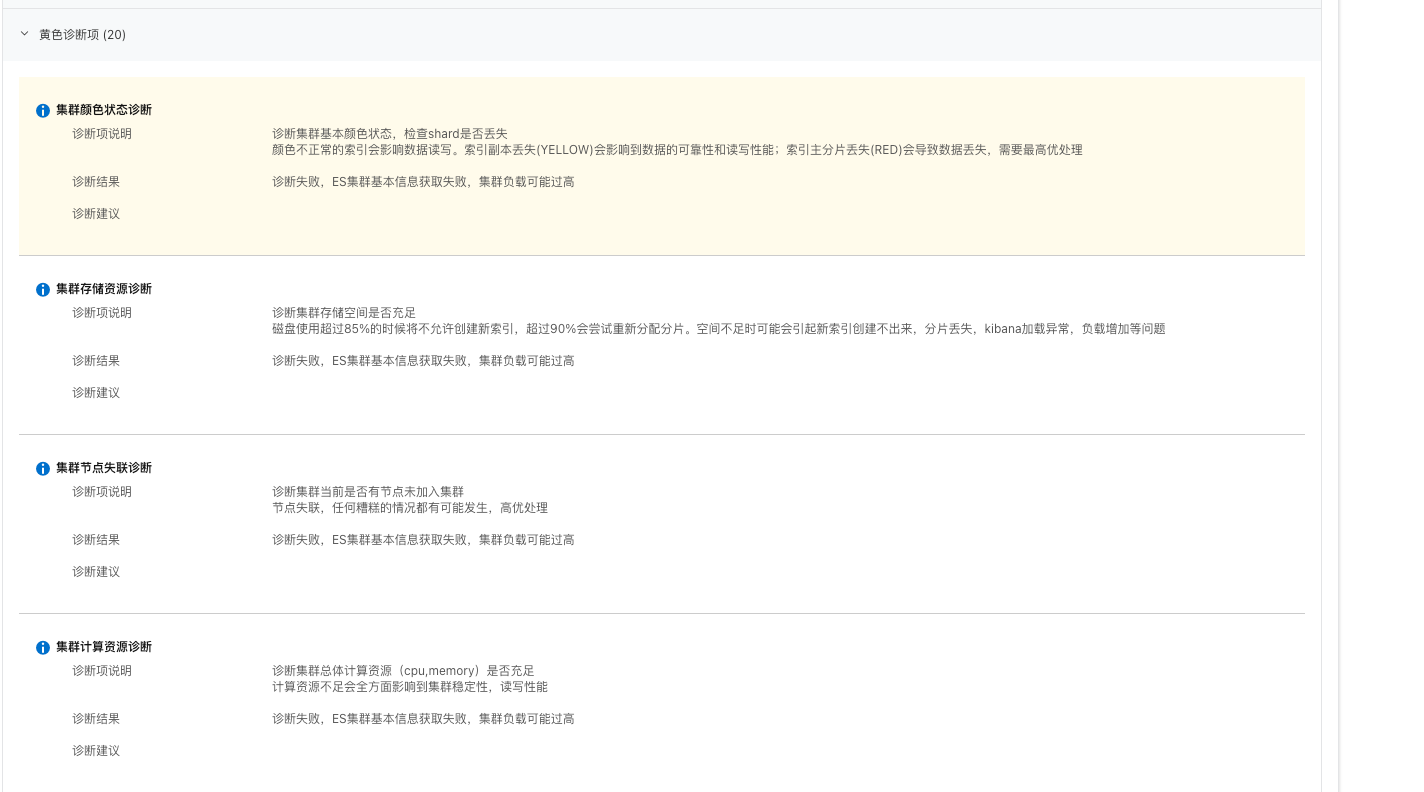 黄色诊断项 (20)
集群颜色状态诊断
诊断项说明
诊断集群基本颜色状态，检查shard是否丢失
颜色不正常的索引会影响数据读写。索引副本丢失(YELLOW)会影响到数据的可靠性和读写性能；索引主分片丢失(RED)会导致数据丢失，需要最高优处理
诊断结果
诊断失败，ES集群基本信息获取失败，集群负载可能过高
诊断建议
集群存储资源诊断
诊断项说明
诊断集群存储空间是否充足
磁盘使用超过85%的时候将不允许创建新索引，超过90%会尝试重新分配分片。空间不足时可能会引起新索引创建不出来，分片丢失，kibana加载异常，负载增加等问题
诊断结果
诊断失败，ES集群基本信息获取失败，集群负载可能过高
诊断建议
集群节点失联诊断
诊断项说明
诊断集群当前是否有节点未加入集群
节点失联，任何糟糕的情况都有可能发生，高优处理
诊断结果
诊断失败，ES集群基本信息获取失败，集群负载可能过高
诊断建议
集群计算资源诊断
诊断项说明
诊断集群总体计算资源（cpu,memory）是否充足
计算资源不足会全方面影响到集群稳定性，读写性能
诊断结果
诊断失败，ES集群基本信息获取失败，集群负载可能过高
诊断建议